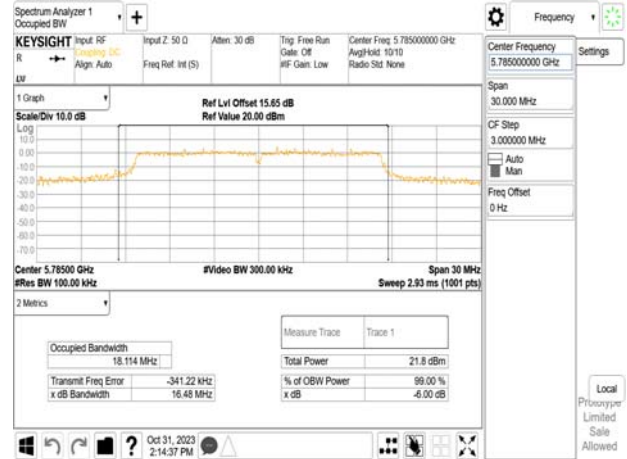 Spectrum Analyzer 1
Occupied BW
Frequency
KEYSIGHT
R
Input: RF
Coupling: DC
Align: Auto
Input Z: 50 Ω
Freq Ref: Int (S)
Atten: 30 dB
Trig: Free Run
Gate: Off
#IF Gain: Low
Center Freq: 5.785000000 GHz
Avg|Hold: 10/10
Radio Std: None
1 Graph
Scale/Div 10.0 dB
Ref Lvl Offset 15.65 dB
Ref Value 20.00 dBm
Log
10.0
0.00
-10.0
-20.0
-30.0
-40.0
-50.0
-60.0
-70.0
Center 5.78500 GHz
#Res BW 100.00 kHz
#Video BW 300.00 kHz
Span 30 MHz
Sweep 2.93 ms (1001 pts)
2 Metrics
Measure Trace Trace 1
Occupied Bandwidth
18.114 MHz
Total Power 21.8 dBm
Transmit Freq Error -341.22 kHz
% of OBW Power 99.00 %
x dB Bandwidth 16.48 MHz
x dB -6.00 dB
Oct 31, 2023
2:14:37 PM
Center Frequency
5.785000000 GHz
Settings
Span
30.000 MHz
CF Step
3.000000 MHz
Auto
Man
Freq Offset
0 Hz
Local
Prototype
Limited
Sale
Allowed